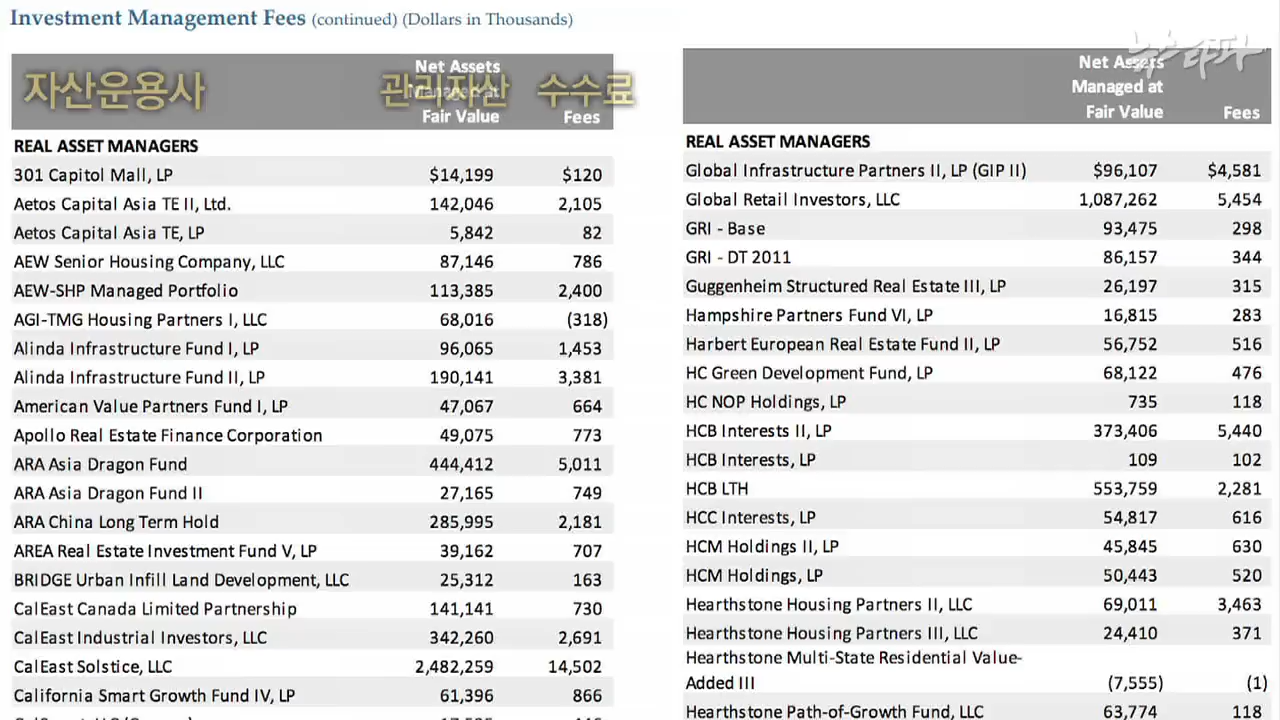 Investment Management Fees (continued) (Dollars in Thousands)
자산운용사 관리자산 수수료
Net Assets
Managed at
Fair Value Fees
REAL ASSET MANAGERS
301 Capitol Mall, LP $14,199 $120
Aetos Capital Asia TE II, Ltd. 142,046 2,105
Aetos Capital Asia TE, LP 5,842 82
AEW Senior Housing Company, LLC 87,146 786
AEW-SHP Managed Portfolio 113,385 2,400
AGI-TMG Housing Partners I, LLC 68,016 (318)
Alinda Infrastructure Fund I, LP 96,065 1,453
Alinda Infrastructure Fund II, LP 190,141 3,381
American Value Partners Fund I, LP 47,067 664
Apollo Real Estate Finance Corporation 49,075 773
ARA Asia Dragon Fund 444,412 5,011
ARA Asia Dragon Fund II 27,165 749
ARA China Long Term Hold 285,995 2,181
AREA Real Estate Investment Fund V, LP 39,162 707
BRIDGE Urban Infill Land Development, LLC 25,312 163
CalEast Canada Limited Partnership 141,141 730
CalEast Industrial Investors, LLC 342,260 2,691
CalEast Solstice, LLC 2,482,259 14,502
California Smart Growth Fund IV, LP 61,396 866
뉴스타파
Net Assets
Managed at
Fair Value Fees
REAL ASSET MANAGERS
Global Infrastructure Partners II, LP (GIP II) $96,107 $4,581
Global Retail Investors, LLC 1,087,262 5,454
GRI - Base 93,475 298
GRI - DT 2011 86,157 344
Guggenheim Structured Real Estate III, LP 26,197 315
Hampshire Partners Fund VI, LP 16,815 283
Harbert European Real Estate Fund II, LP 56,752 516
HC Green Development Fund, LP 68,122 476
HC NOP Holdings, LP 735 118
HCB Interests II, LP 373,406 5,440
HCB Interests, LP 109 102
HCB LTH 553,759 2,281
HCC Interests, LP 54,817 616
HCM Holdings II, LP 45,845 630
HCM Holdings, LP 50,443 520
Hearthstone Housing Partners II, LLC 69,011 3,463
Hearthstone Housing Partners III, LLC 24,410 371
Hearthstone Multi-State Residential Value-
Added III (7,555) (1)
Hearthstone Path-of-Growth Fund, LLC 63,774 118